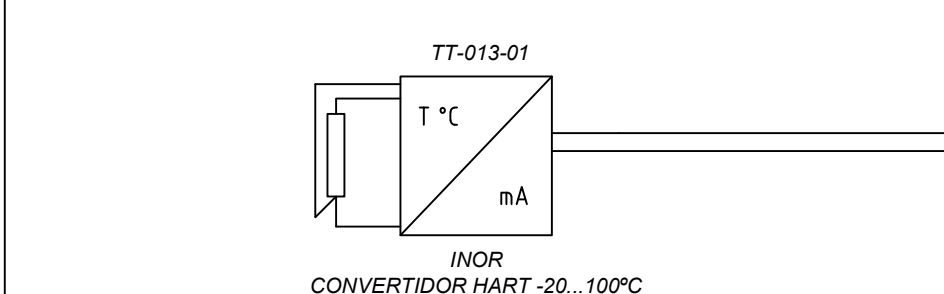 TT-013-01
T °C
mA
INOR
CONVERTIDOR HART -20...100ºC